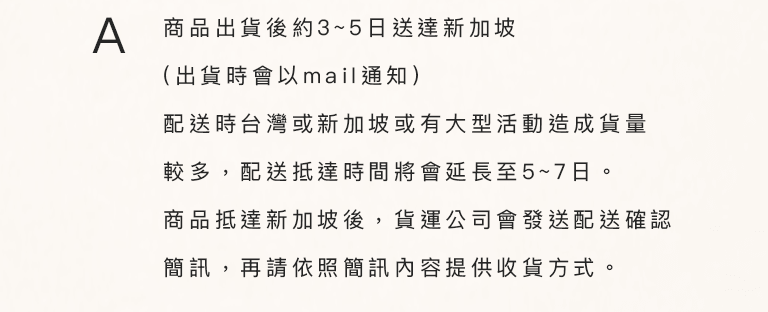 A 商品出貨後約3~5日送達新加坡
(出貨時會以mail通知)
配送時台灣或新加坡或有大型活動造成貨量
較多，配送抵達時間將會延長至5~7日。
商品抵達新加坡後，貨運公司會發送配送確認
簡訊，再請依照簡訊內容提供收貨方式。